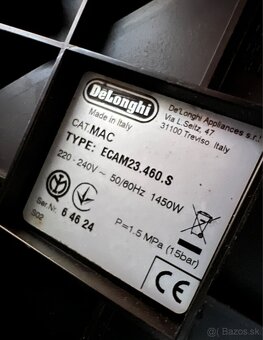 DeLonghi
Made in Italy
De'Longhi Appliances s.r.l.
Via L.Seitz, 47
31100 Treviso Italy
CAT.MAC
TYPE: ECAM23.460.S
220 - 240V ~ 50/60Hz 1450W
P=1.5 MPa (15bar)
Ser Nr. 6 46 24
S02
CE
Bazos.sk